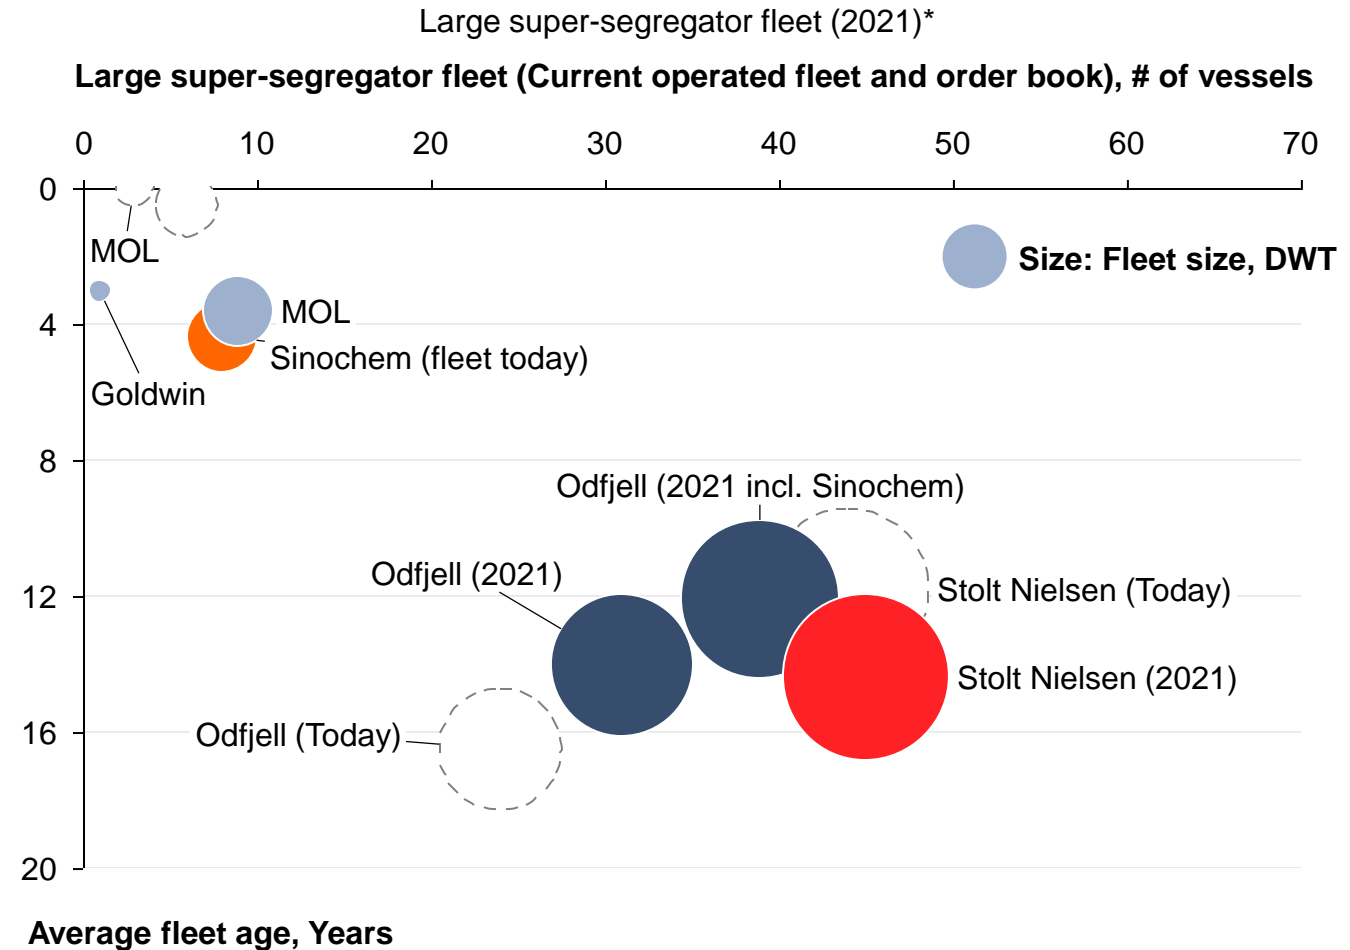 Large super-segregator fleet (2021)*
Large super-segregator fleet (Current operated fleet and order book), # of vessels
0 10 20 30 40 50 60 70
0
MOL
Size: Fleet size, DWT
MOL
4
Sinochem (fleet today)
Goldwin
8
Odfjell (2021 incl. Sinochem)
Odfjell (2021)
12
Stolt Nielsen (Today)
Stolt Nielsen (2021)
Odfjell (Today)
16
20
Average fleet age, Years